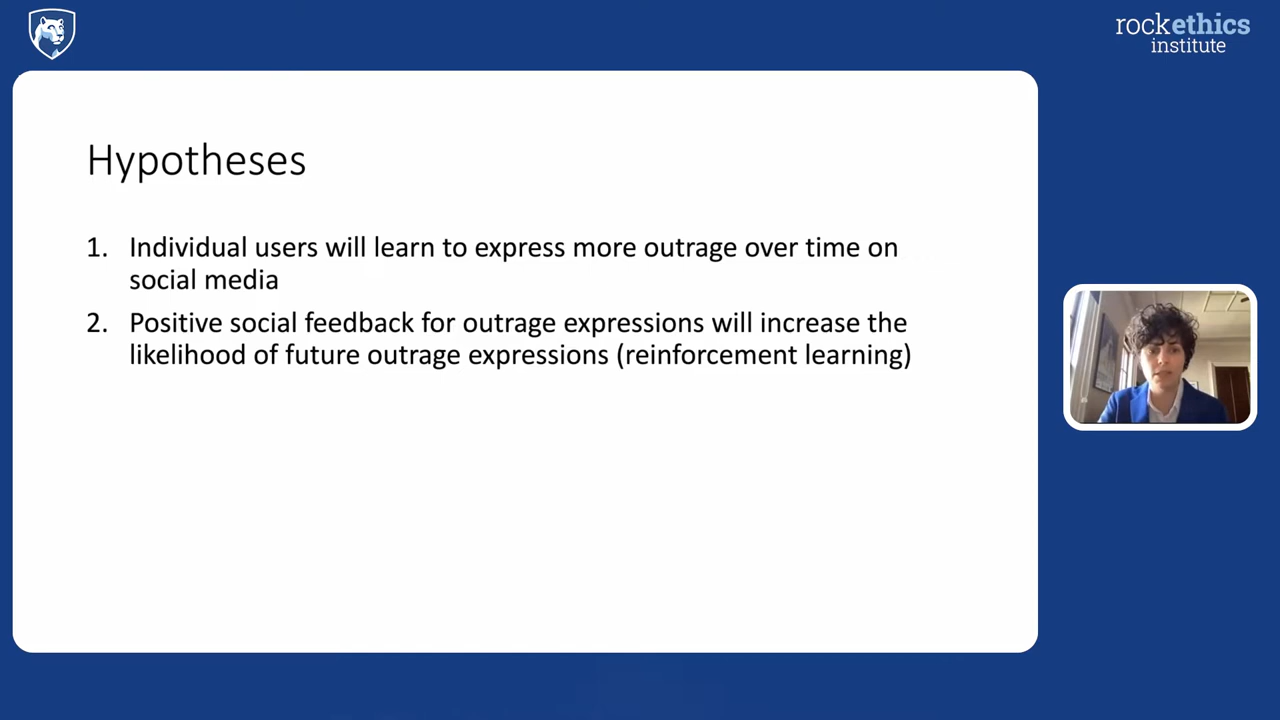 rockethics
institute
Hypotheses
1. Individual users will learn to express more outrage over time on
social media
2. Positive social feedback for outrage expressions will increase the
likelihood of future outrage expressions (reinforcement learning)